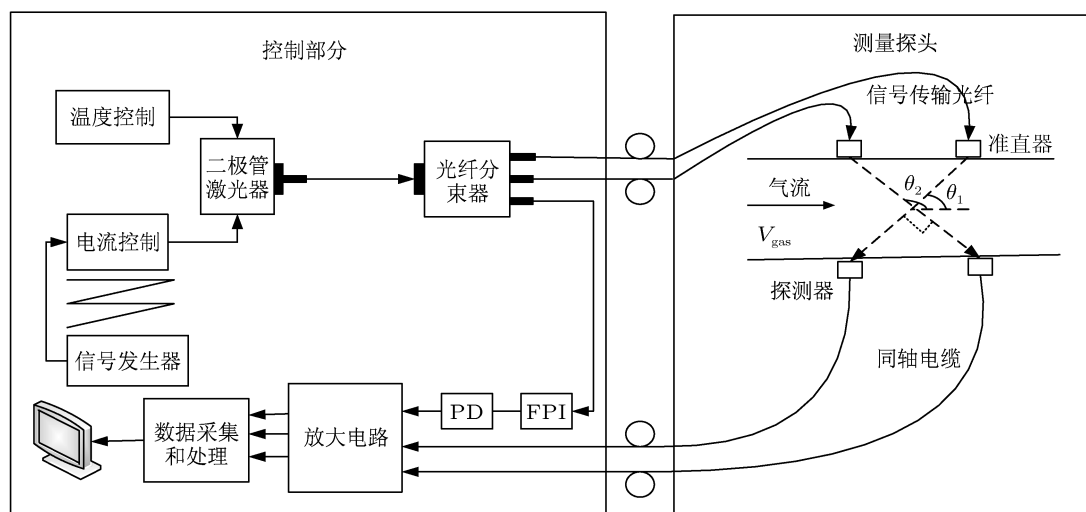 控制部分
温度控制
二极管
激光器
光纤分
束器
电流控制
信号发生器
数据采集
和处理
放大电路
PD
FPI
测量探头
信号传输光纤
准直器
气流
θ2
θ1
Vgas
探测器
同轴电缆